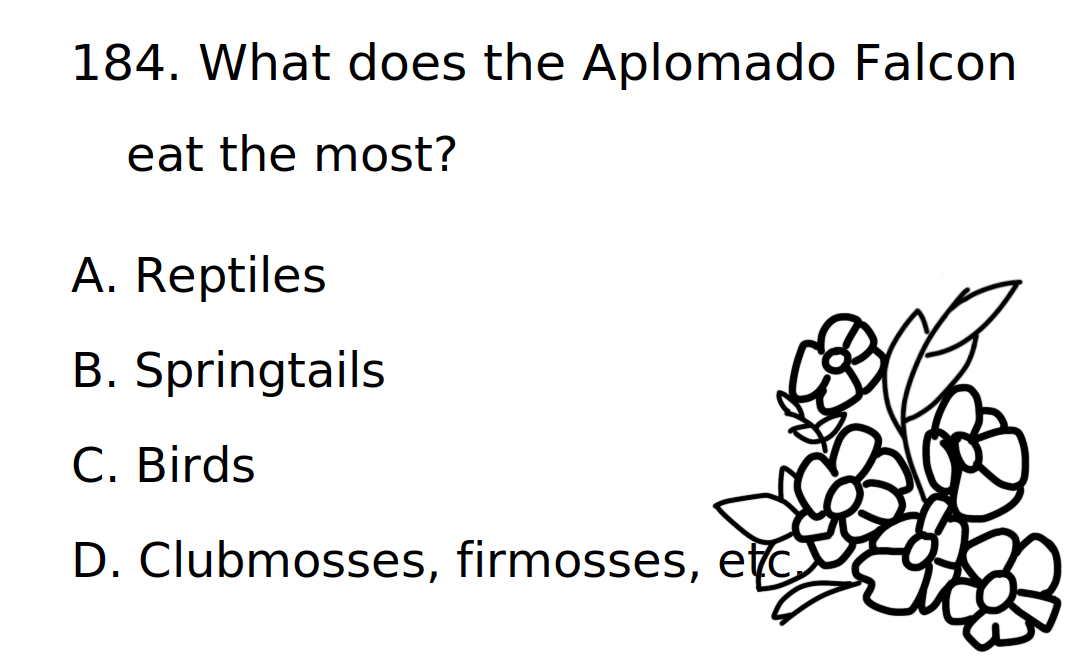 184. What does the Aplomado Falcon
eat the most?
A. Reptiles
B. Springtails
C. Birds
D. Clubmosses, firmosses, etc.